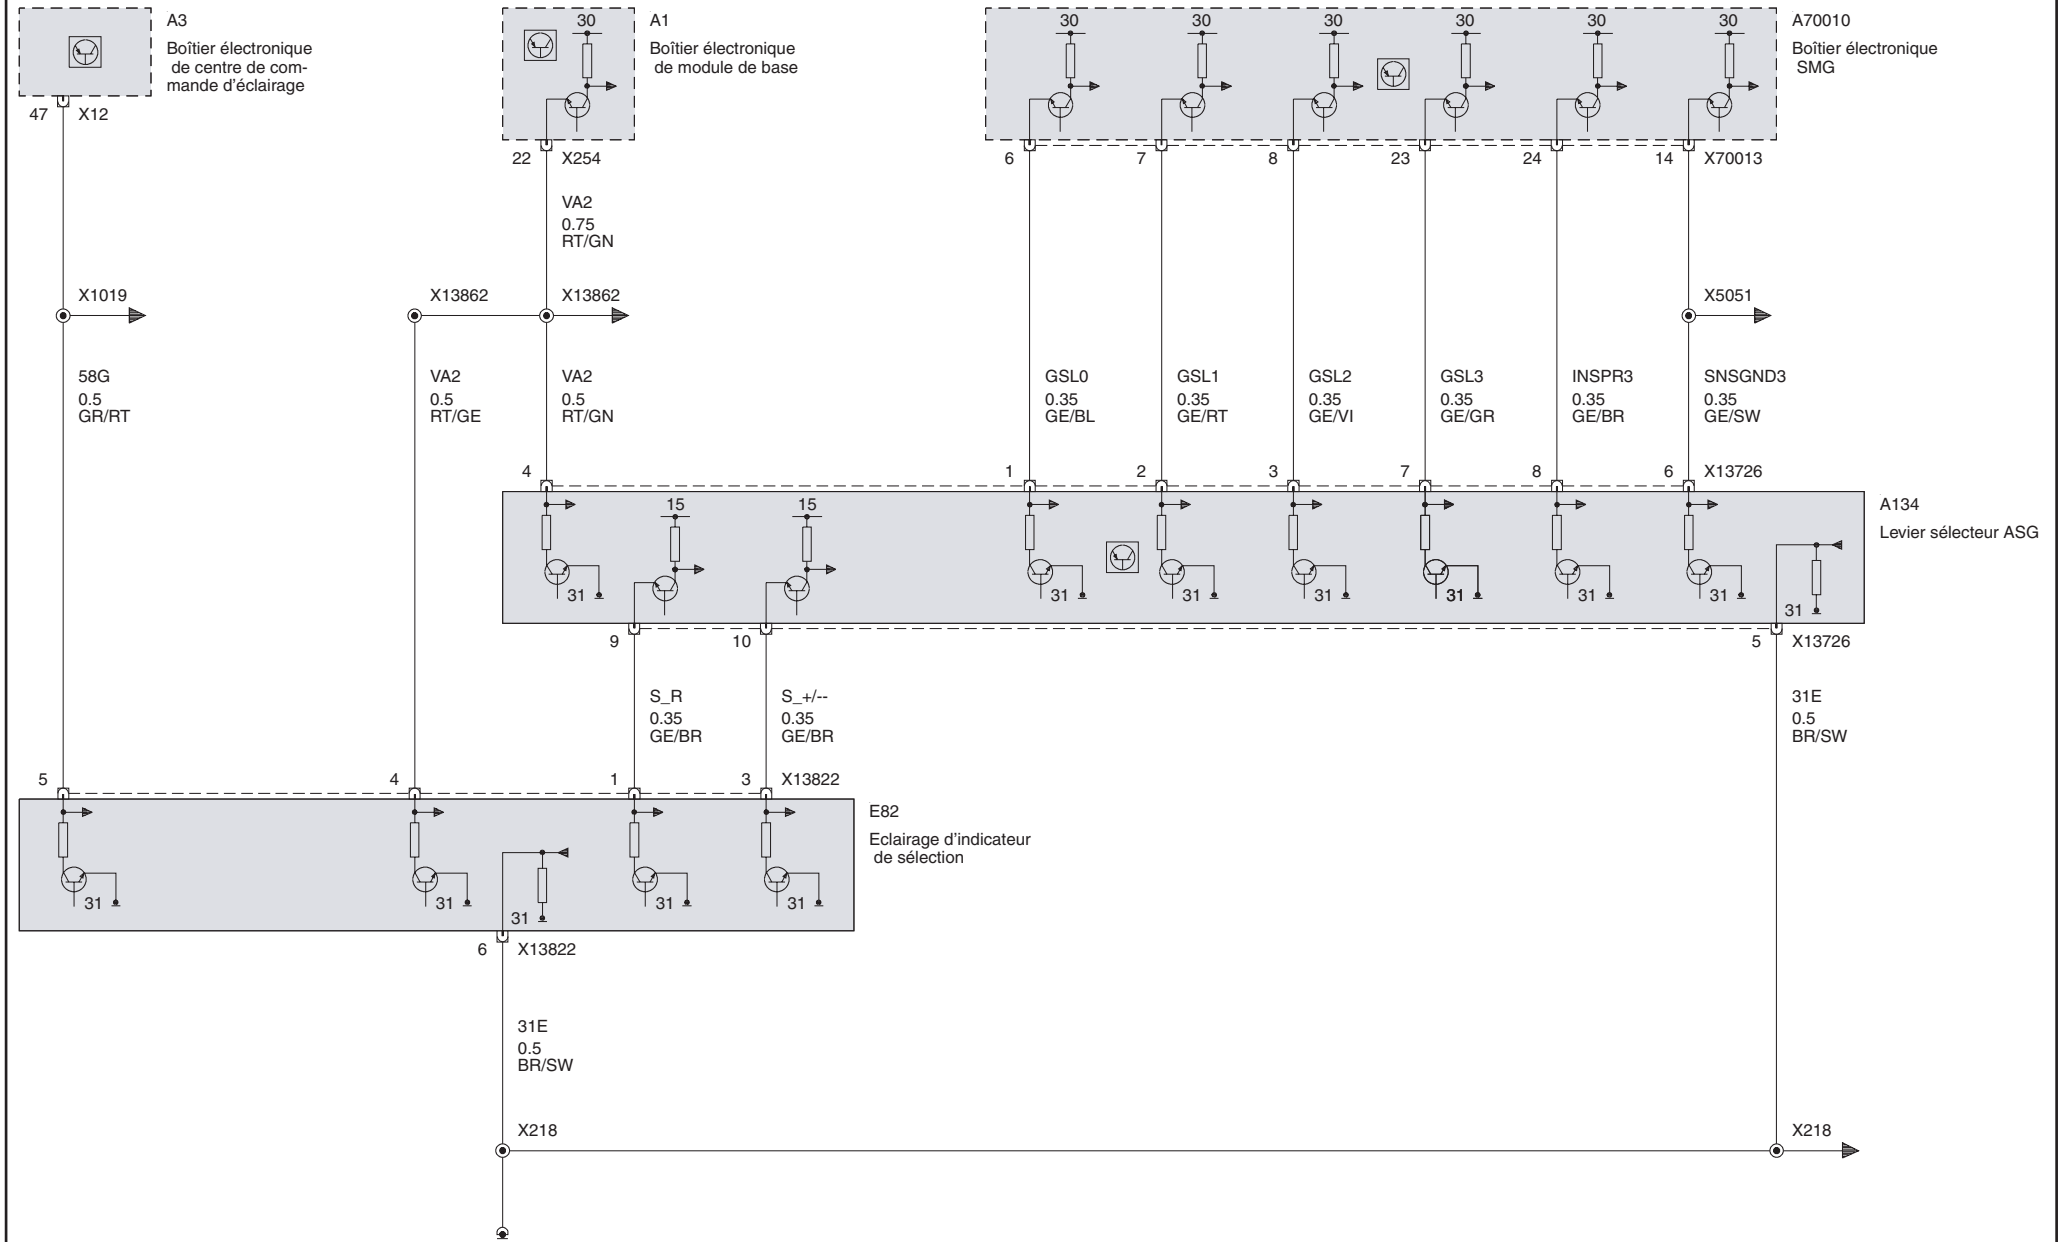 A3
Boîtier électronique
de centre de com-
mande d'éclairage
A1
Boîtier électronique
de module de base
A70010
Boîtier électronique
SMG
30
30
30
30
30
30
30
47
X12
22
X254
6
7
8
23
24
14
X70013
VA2
0.75
RT/GN
X1019
X13862
X13862
X5051
58G
0.5
GR/RT
VA2
0.5
RT/GE
VA2
0.5
RT/GN
GSL0
0.35
GE/BL
GSL1
0.35
GE/RT
GSL2
0.35
GE/VI
GSL3
0.35
GE/GR
INSPR3
0.35
GE/BR
SNSGND3
0.35
GE/SW
4
1
2
3
7
8
6
X13726
A134
Levier sélecteur ASG
15
15
31
31
31
31
31
31
31
31
9
10
5
X13726
S_R
0.35
GE/BR
S_+/--
0.35
GE/BR
31E
0.5
BR/SW
5
4
1
3
X13822
E82
Eclairage d'indicateur
de sélection
31
31
31
31
31
6
X13822
31E
0.5
BR/SW
X218
X218